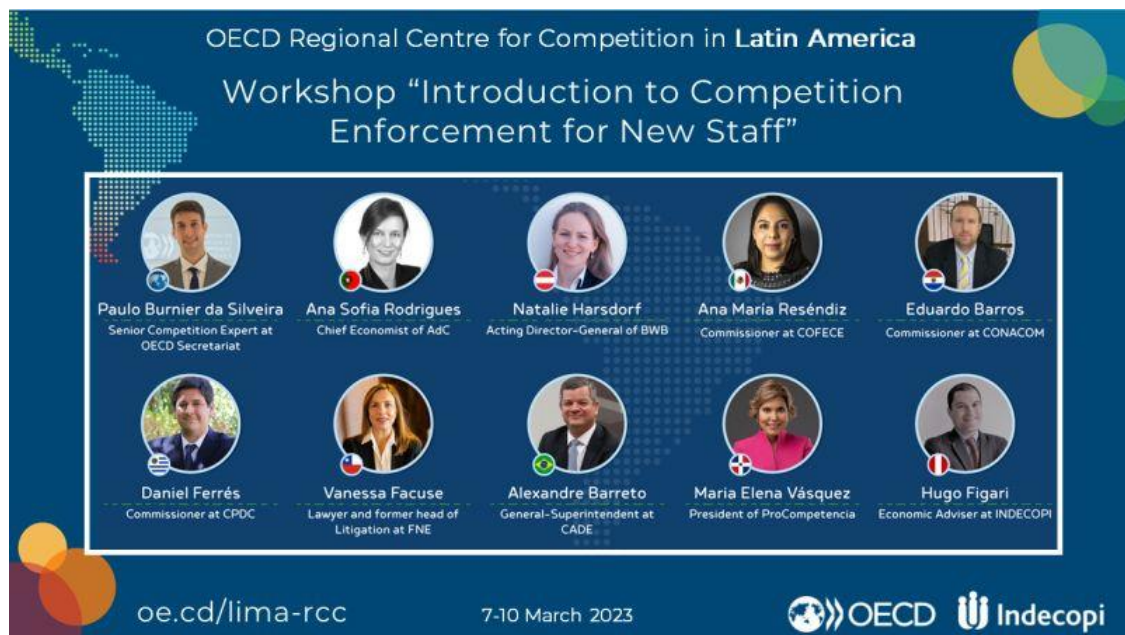 OECD Regional Centre for Competition in Latin America
Workshop “Introduction to Competition
Enforcement for New Staff”
Paulo Burnier da Silveira
Senior Competition Expert at
OECD Secretariat
Ana Sofia Rodrigues
Chief Economist of AdC
Natalie Harsdorf
Acting Director-General of BWB
Ana María Reséndiz
Commissioner at COFECE
Eduardo Barros
Commissioner at CONACOM
Daniel Ferrés
Commissioner at CPDC
Vanessa Facuse
Lawyer and former head of
Litigation at FNE
Alexandre Barreto
General-Superintendent at
CADE
Maria Elena Vásquez
President of ProCompetencia
Hugo Figari
Economic Adviser at INDECOPI
oe.cd/lima-rcc
7-10 March 2023
OECD
Indecopi